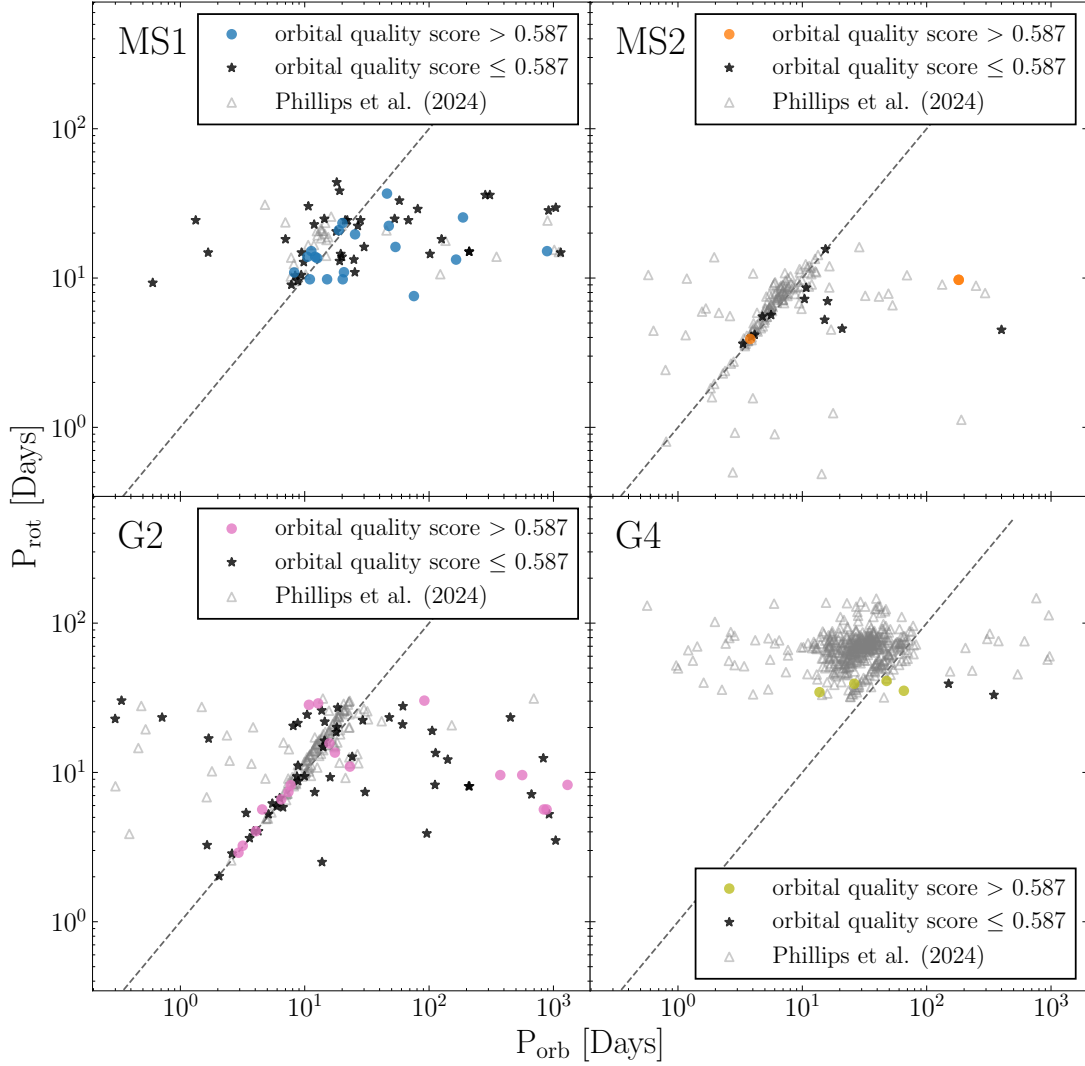 MS1
orbital quality score > 0.587
orbital quality score ≤ 0.587
Phillips et al. (2024)
MS2
orbital quality score > 0.587
orbital quality score ≤ 0.587
Phillips et al. (2024)
10²
10¹
10⁰
G2
orbital quality score > 0.587
orbital quality score ≤ 0.587
Phillips et al. (2024)
G4
orbital quality score > 0.587
orbital quality score ≤ 0.587
Phillips et al. (2024)
10²
10¹
10⁰
10⁰ 10¹ 10² 10³
10⁰ 10¹ 10² 10³
P_rot [Days]
P_orb [Days]